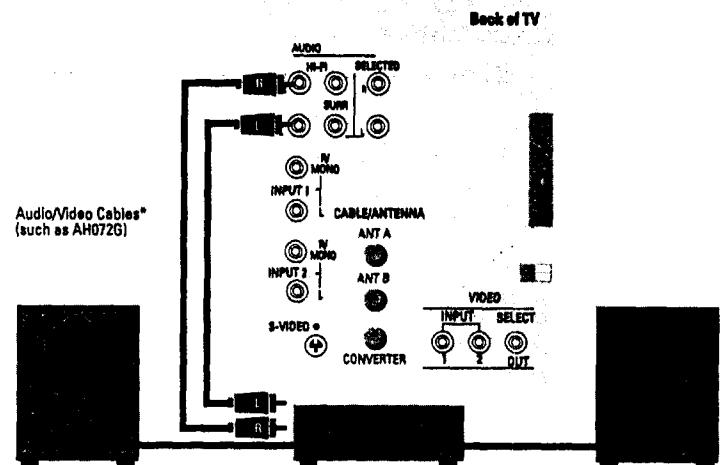 Back of TV
AUDIO
HI-FI SELECTED
R
SURR
L
R/
MONO
INPUT 1
L
CABLE/ANTENNA
ANT A
R/
MONO
INPUT 2
L
ANT B
Audio/Video Cables*
(such as AH072G)
VIDEO
INPUT SELECT
S-VIDEO
CONVERTER
1 2 OUT
L
R